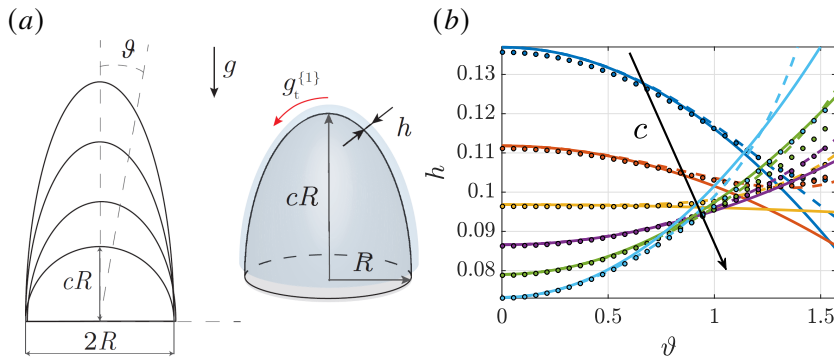 (a)
ϑ
g
cR
2R
g_t^{1}
h
cR
R
(b)
0.13
0.12
0.11
0.1
0.09
0.08
h
c
0
0.5
1
1.5
ϑ